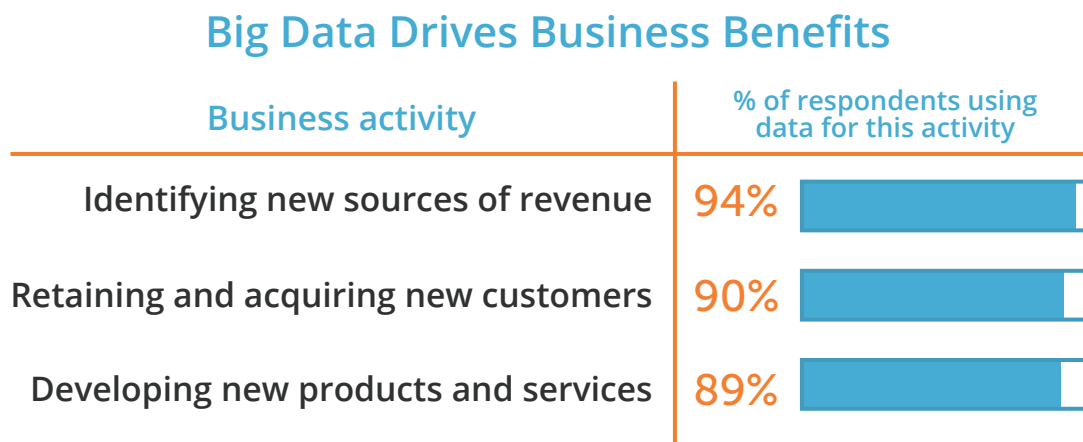 Big Data Drives Business Benefits
Business activity
% of respondents using
data for this activity
Identifying new sources of revenue 94%
Retaining and acquiring new customers 90%
Developing new products and services 89%